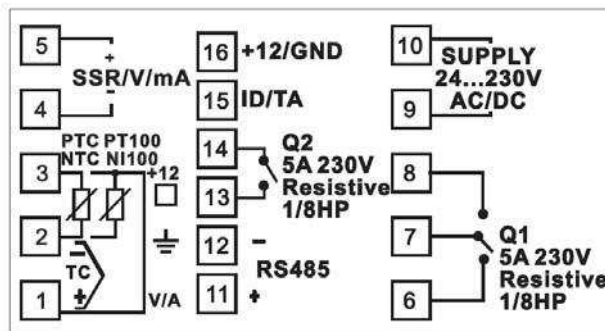 5
+
SSR/V/mA
-
4
PTC PT100
NTC NI100
3
+12
2
-
TC
+
1
V/A
16 +12/GND
15 ID/TA
14
Q2
5A 230V
Resistive
1/8HP
13
12 -
RS485
11 +
10
SUPPLY
24...230V
AC/DC
9
8
7
Q1
5A 230V
Resistive
1/8HP
6